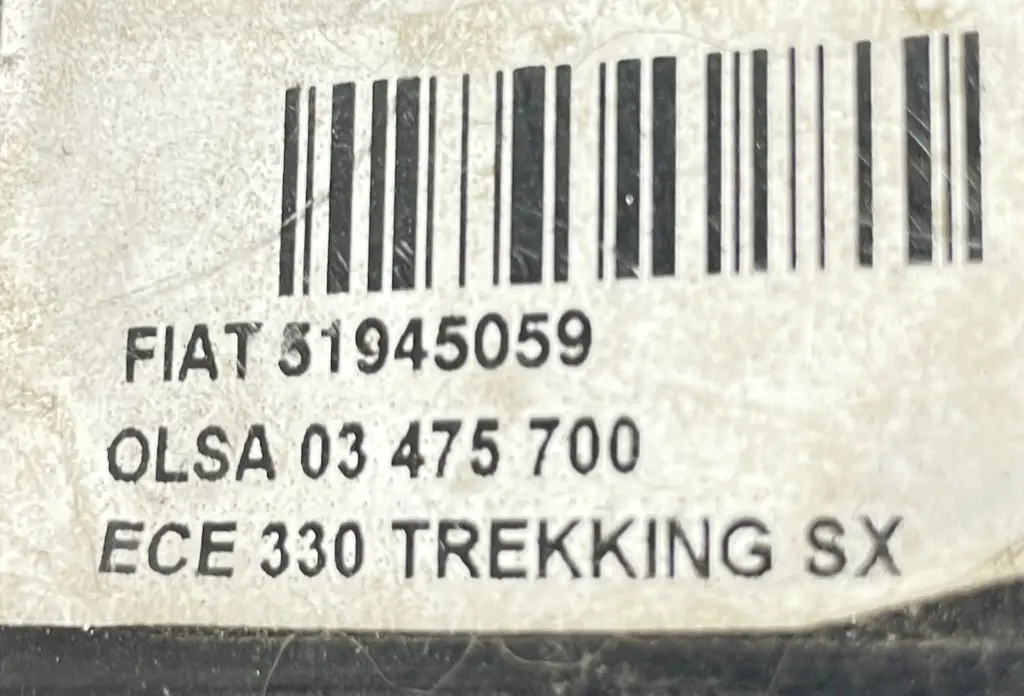 FIAT 51945059
OLSA 03 475 700
ECE 330 TREKKING SX